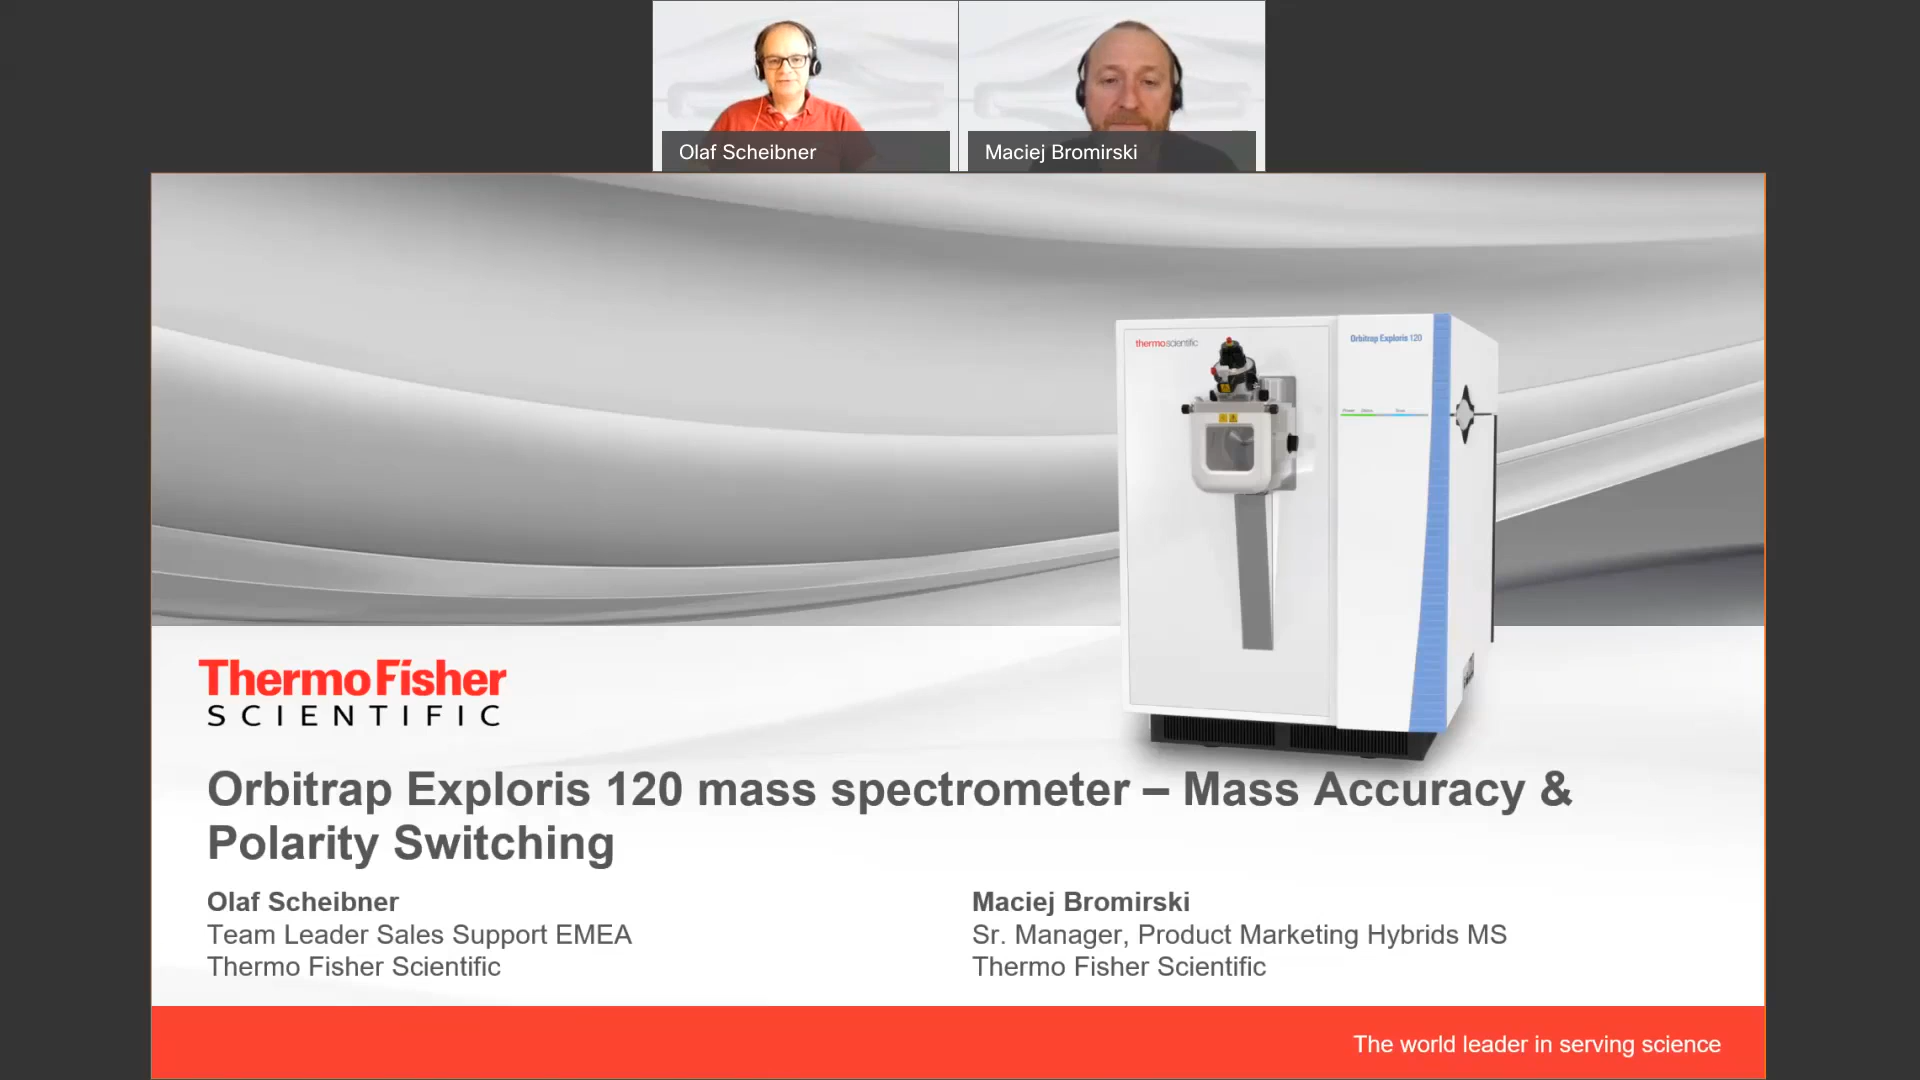 Olaf Scheibner
Maciej Bromirski
thermo scientific
Orbitrap Exploris 120
ThermoFisher
SCIENTIFIC
Orbitrap Exploris 120 mass spectrometer – Mass Accuracy &
Polarity Switching
Olaf Scheibner
Team Leader Sales Support EMEA
Thermo Fisher Scientific
Maciej Bromirski
Sr. Manager, Product Marketing Hybrids MS
Thermo Fisher Scientific
The world leader in serving science